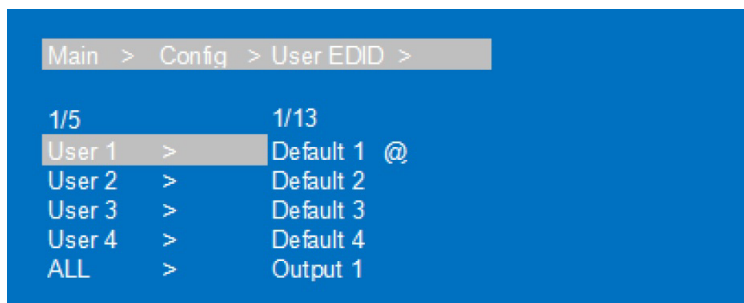 Main > Config > User EDID >
1/5 1/13
User 1 > Default 1 @
User 2 > Default 2
User 3 > Default 3
User 4 > Default 4
ALL > Output 1